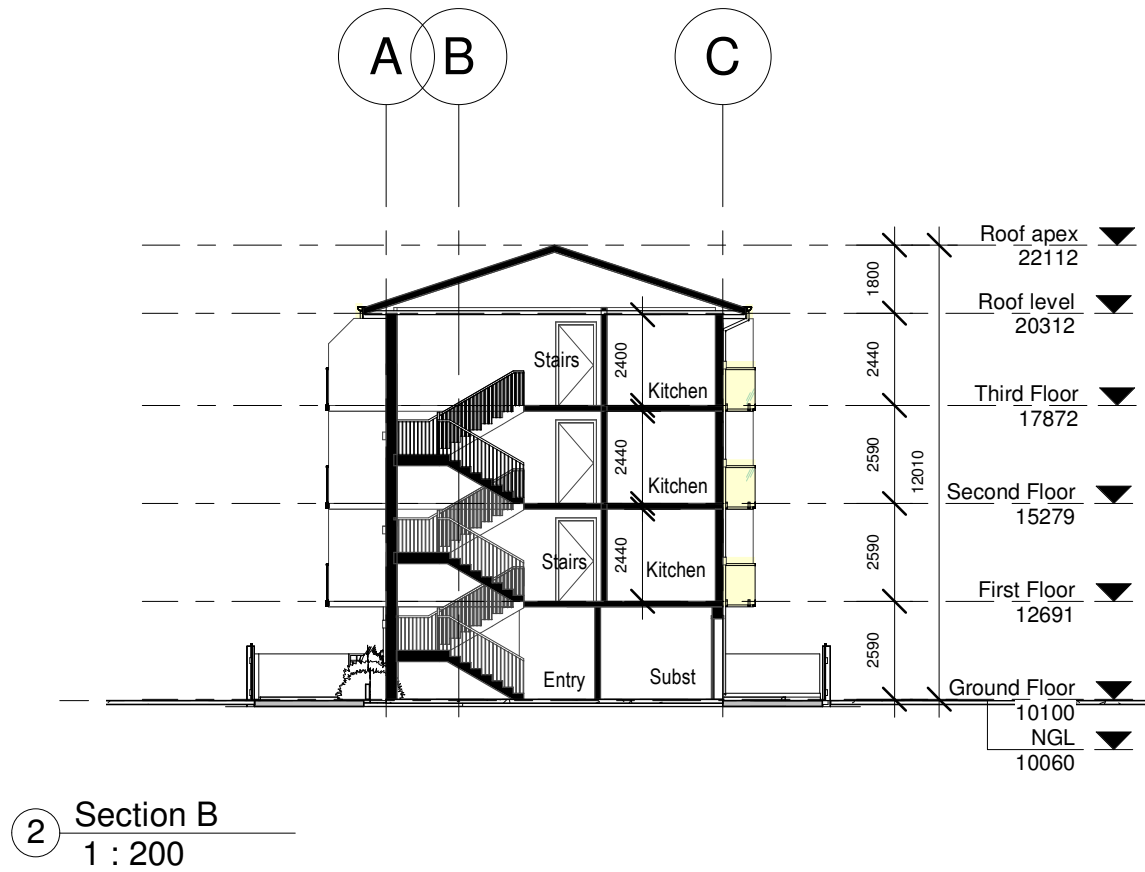 A B C
Roof apex
22112
1800
Roof level
20312
Stairs
2400
2440
Kitchen
Third Floor
17872
2440
2590
12010
Kitchen
Second Floor
15279
Stairs
2440
2590
Kitchen
First Floor
12691
2590
Entry
Subst
Ground Floor
10100
NGL
10060
2
Section B
1 : 200